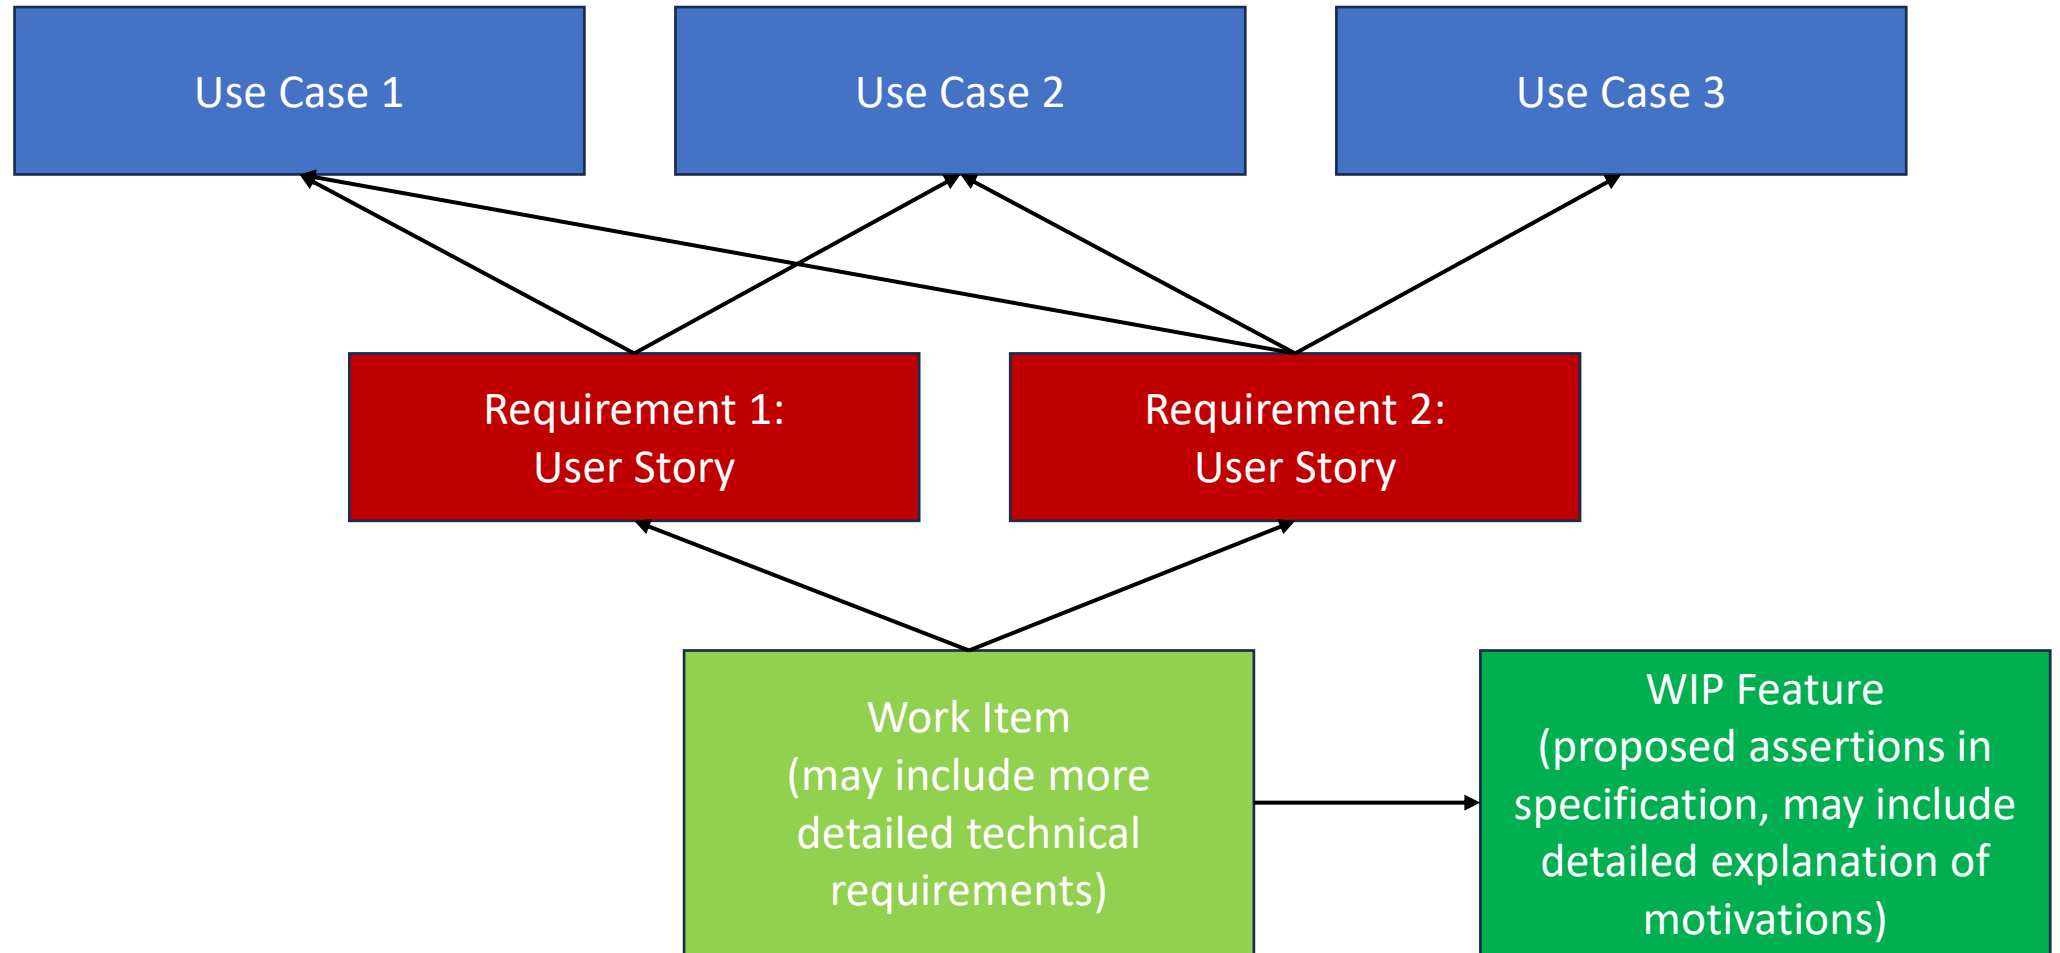 Use Case 1
Use Case 2
Use Case 3
Requirement 1:
User Story
Requirement 2:
User Story
Work Item
(may include more
detailed technical
requirements)
WIP Feature
(proposed assertions in
specification, may include
detailed explanation of
motivations)